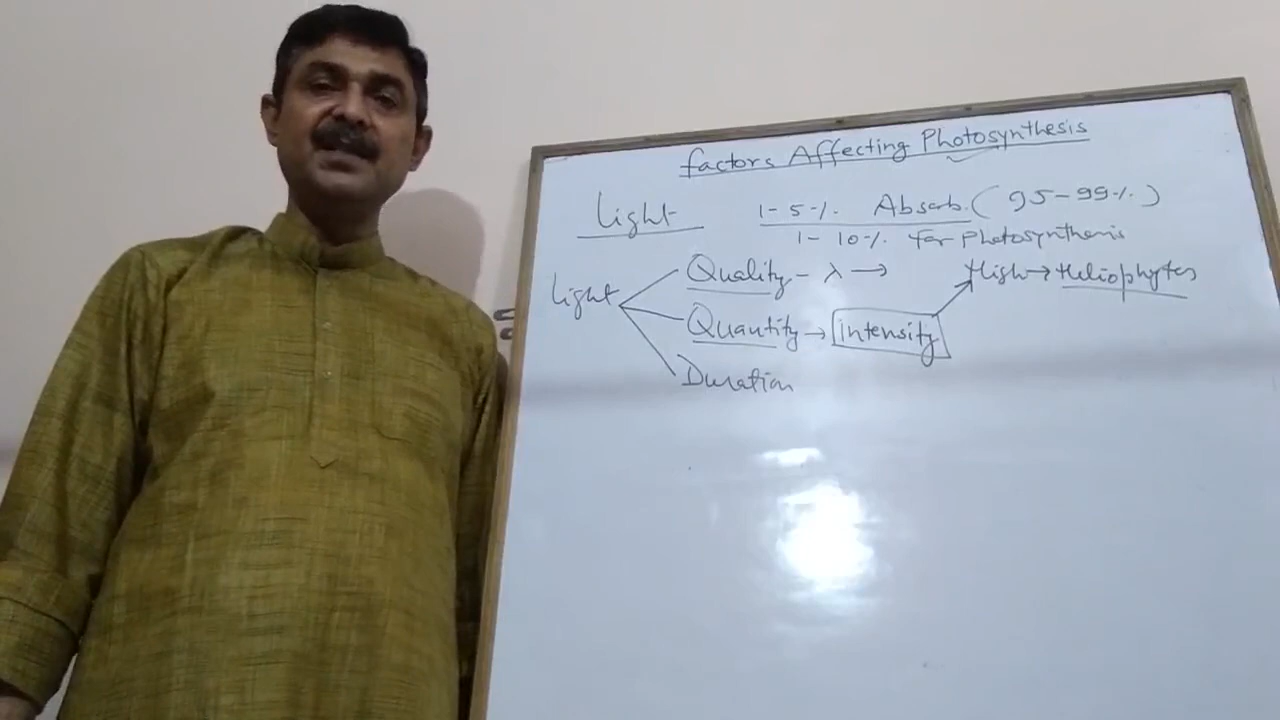 Factors Affecting Photosynthesis
Light 1-5% Absorb. (95-99%)
1-10% For Photosynthesis
Light Quality - λ → High → Heliophytes
Quantity → intensity
Duration